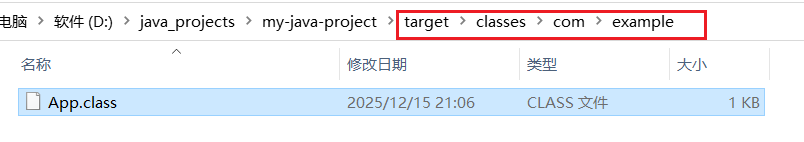 电脑 > 软件 (D:) > java_projects > my-java-project > target > classes > com > example
名称 修改日期 类型 大小
App.class 2025/12/15 21:06 CLASS 文件 1 KB